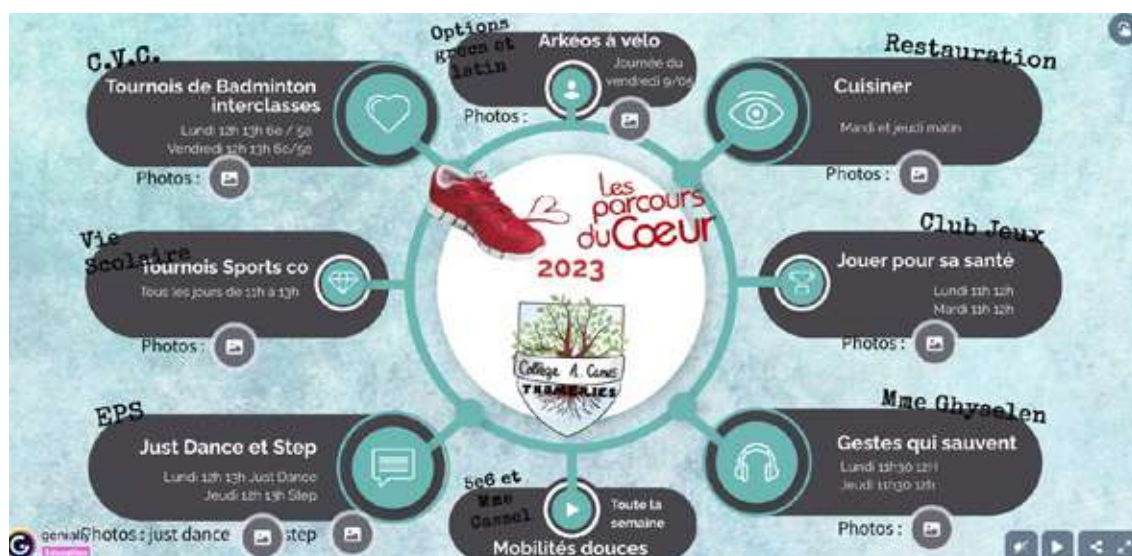 C.V.C.
Tournois de Badminton
interclasses
Lundi 12h 13h 6e / 5e
Vendredi 12h 13h 6e/5e
Photos :
Options
grecs et
latin
Arkéos à vélo
Journée du
vendredi 9/06
Photos :
Restauration
Cuisiner
Mardi et jeudi matin
Photos :
Les
parcours
du Coeur
2023
Collège A. Camus
THUMERIES
Vie
Scolaire
Tournois Sports co
Tous les jours de 11h à 13h
Photos :
Club Jeux
Jouer pour sa santé
Lundi 11h 12h
Mardi 11h 12h
Photos :
EPS
Just Dance et Step
Lundi 12h 13h Just Dance
Jeudi 12h 13h Step
Photos : just dance
step
5e6 et
Mme
Cassel
Toute la
semaine
Mobilités douces
Mme Ghyselen
Gestes qui sauvent
Lundi 11h30 12H
Jeudi 11h30 12h
Photos :
genially
Education